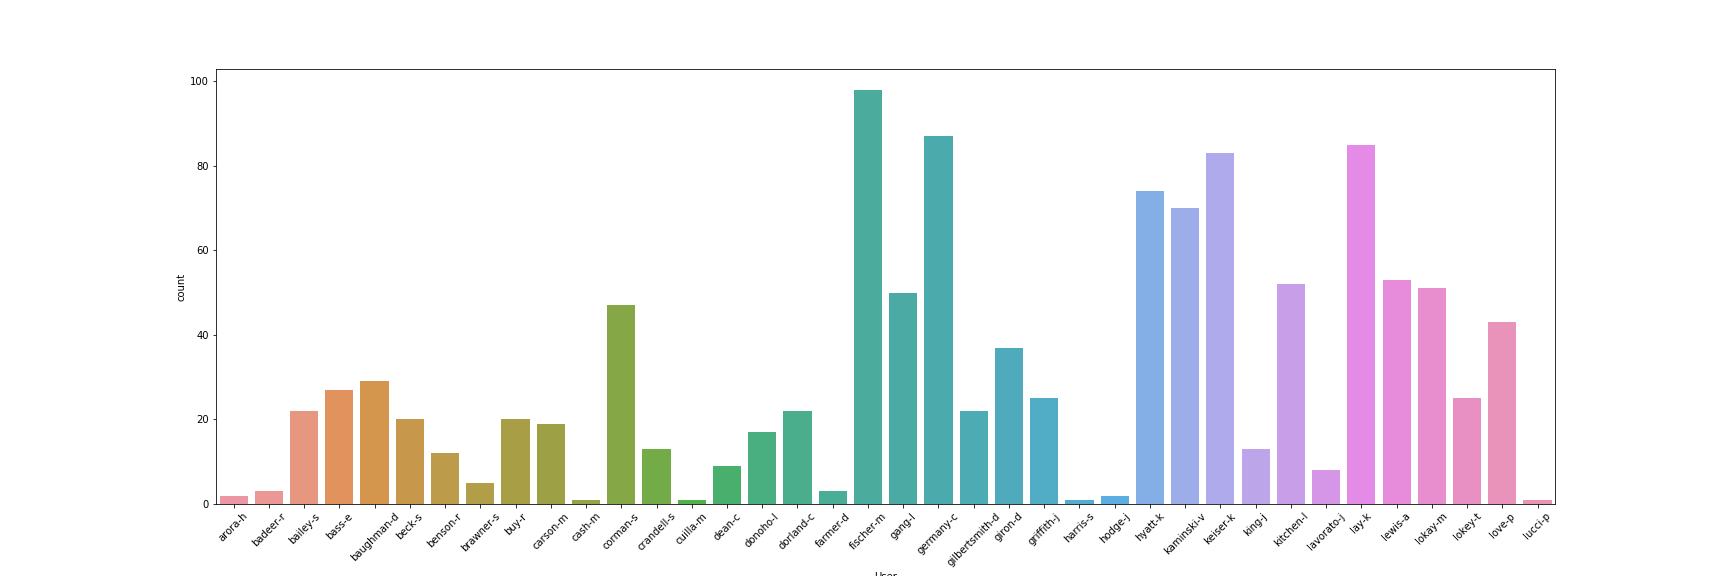 100
80
60
40
20
0
count
arora-h
badeer-r
bailey-s
bass-e
baughman-d
beck-s
benson-r
brawner-s
buy-r
carson-m
cash-m
corman-s
crandell-s
cuilla-m
dean-c
donoho-l
dorland-c
farmer-d
fischer-m
gang-l
germany-c
gilbertsmith-d
giron-d
griffith-j
harris-s
hodge-j
hyatt-k
kaminski-v
keiser-k
king-j
kitchen-l
lavorato-j
lay-k
lewis-a
lokay-m
lokey-t
love-p
lucci-p
User